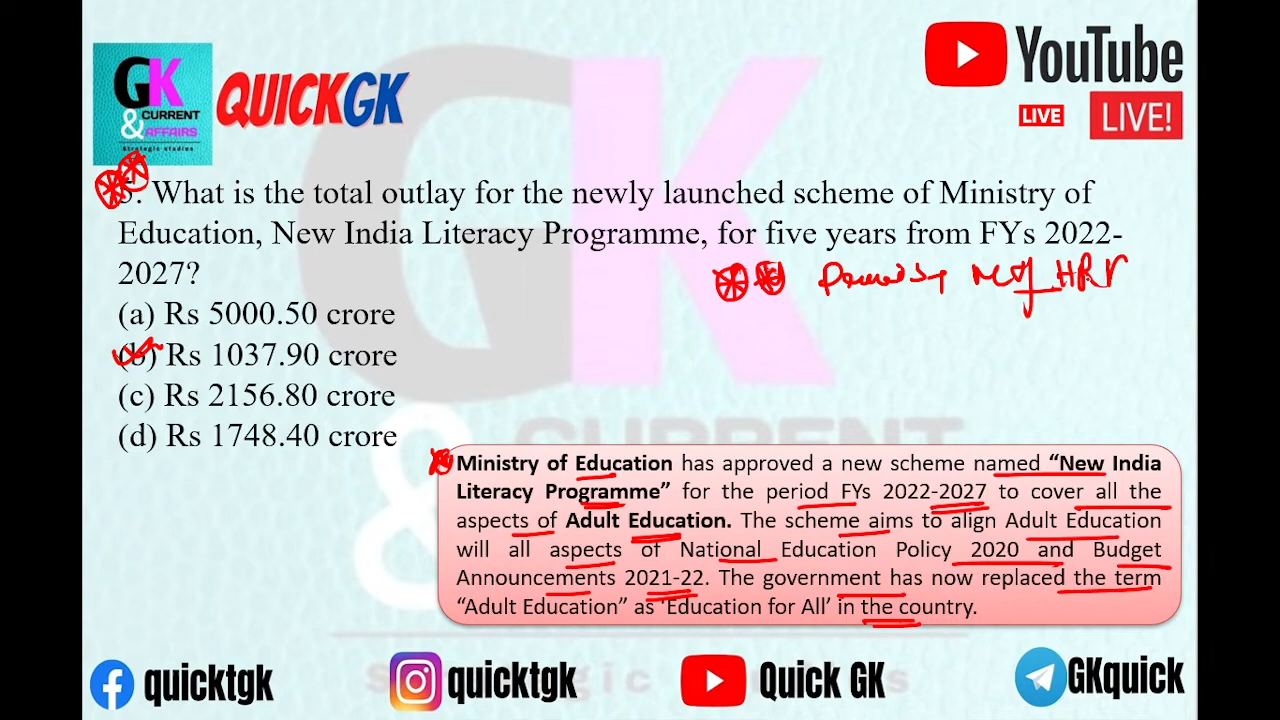 GK
CURRENT
& AFFAIRS
Strategic studies
QUICKGK
YouTube
LIVE
LIVE!
5. What is the total outlay for the newly launched scheme of Ministry of
Education, New India Literacy Programme, for five years from FYs 2022-
2027?
(a) Rs 5000.50 crore
(b) Rs 1037.90 crore
(c) Rs 2156.80 crore
(d) Rs 1748.40 crore
Ministry of Education has approved a new scheme named “New India
Literacy Programme” for the period FYs 2022-2027 to cover all the
aspects of Adult Education. The scheme aims to align Adult Education
will all aspects of National Education Policy 2020 and Budget
Announcements 2021-22. The government has now replaced the term
“Adult Education” as ‘Education for All’ in the country.
GK
& CURRENT
quicktgk
quicktgk
Quick GK
GKquick